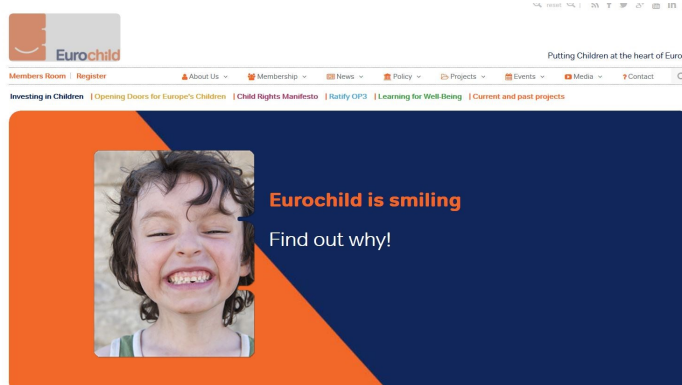 reset
Eurochild
Putting Children at the heart of Euro
Members Room | Register
About Us
Membership
News
Policy
Projects
Events
Media
? Contact
Investing in Children | Opening Doors for Europe's Children | Child Rights Manifesto | Ratify OP3 | Learning for Well-Being | Current and past projects
Eurochild is smiling
Find out why!